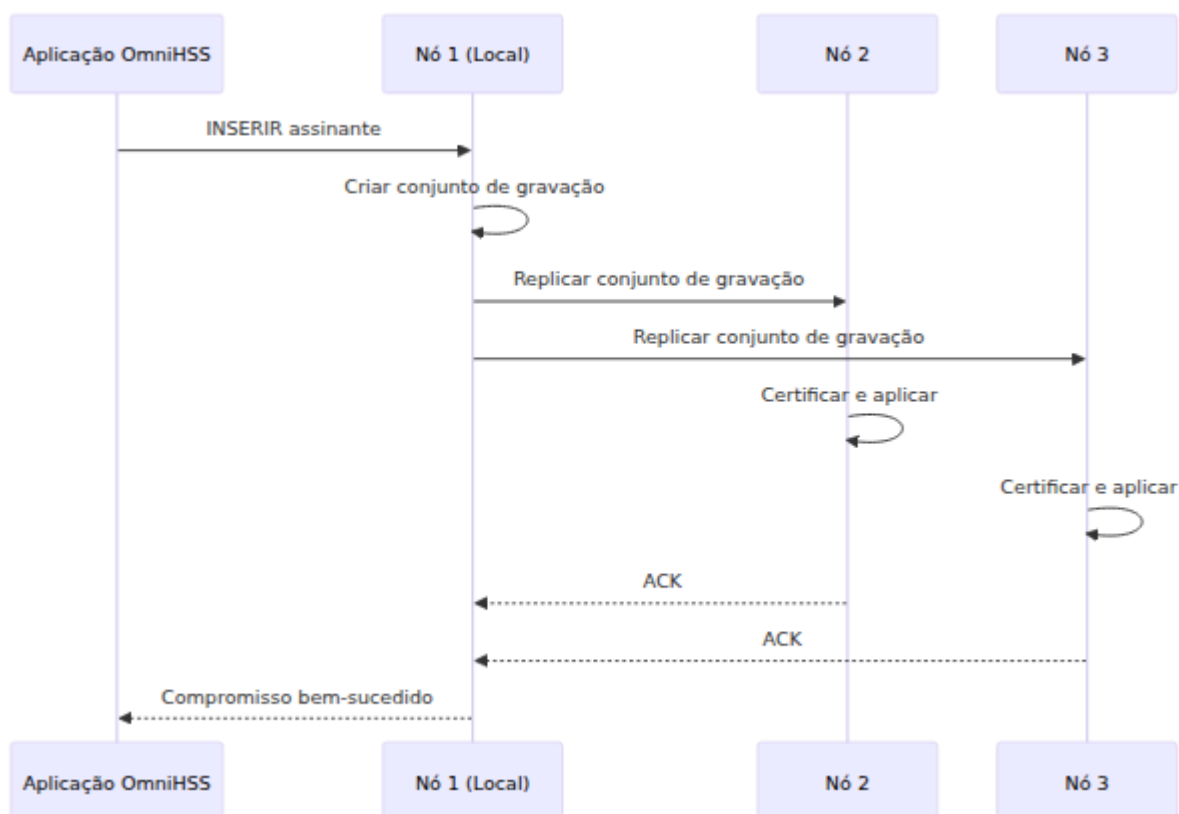 Aplicação OmniHSS
Nó 1 (Local)
Nó 2
Nó 3
INSERIR assinante
Criar conjunto de gravação
Replicar conjunto de gravação
Replicar conjunto de gravação
Certificar e aplicar
Certificar e aplicar
ACK
ACK
Compromisso bem-sucedido
Aplicação OmniHSS
Nó 1 (Local)
Nó 2
Nó 3